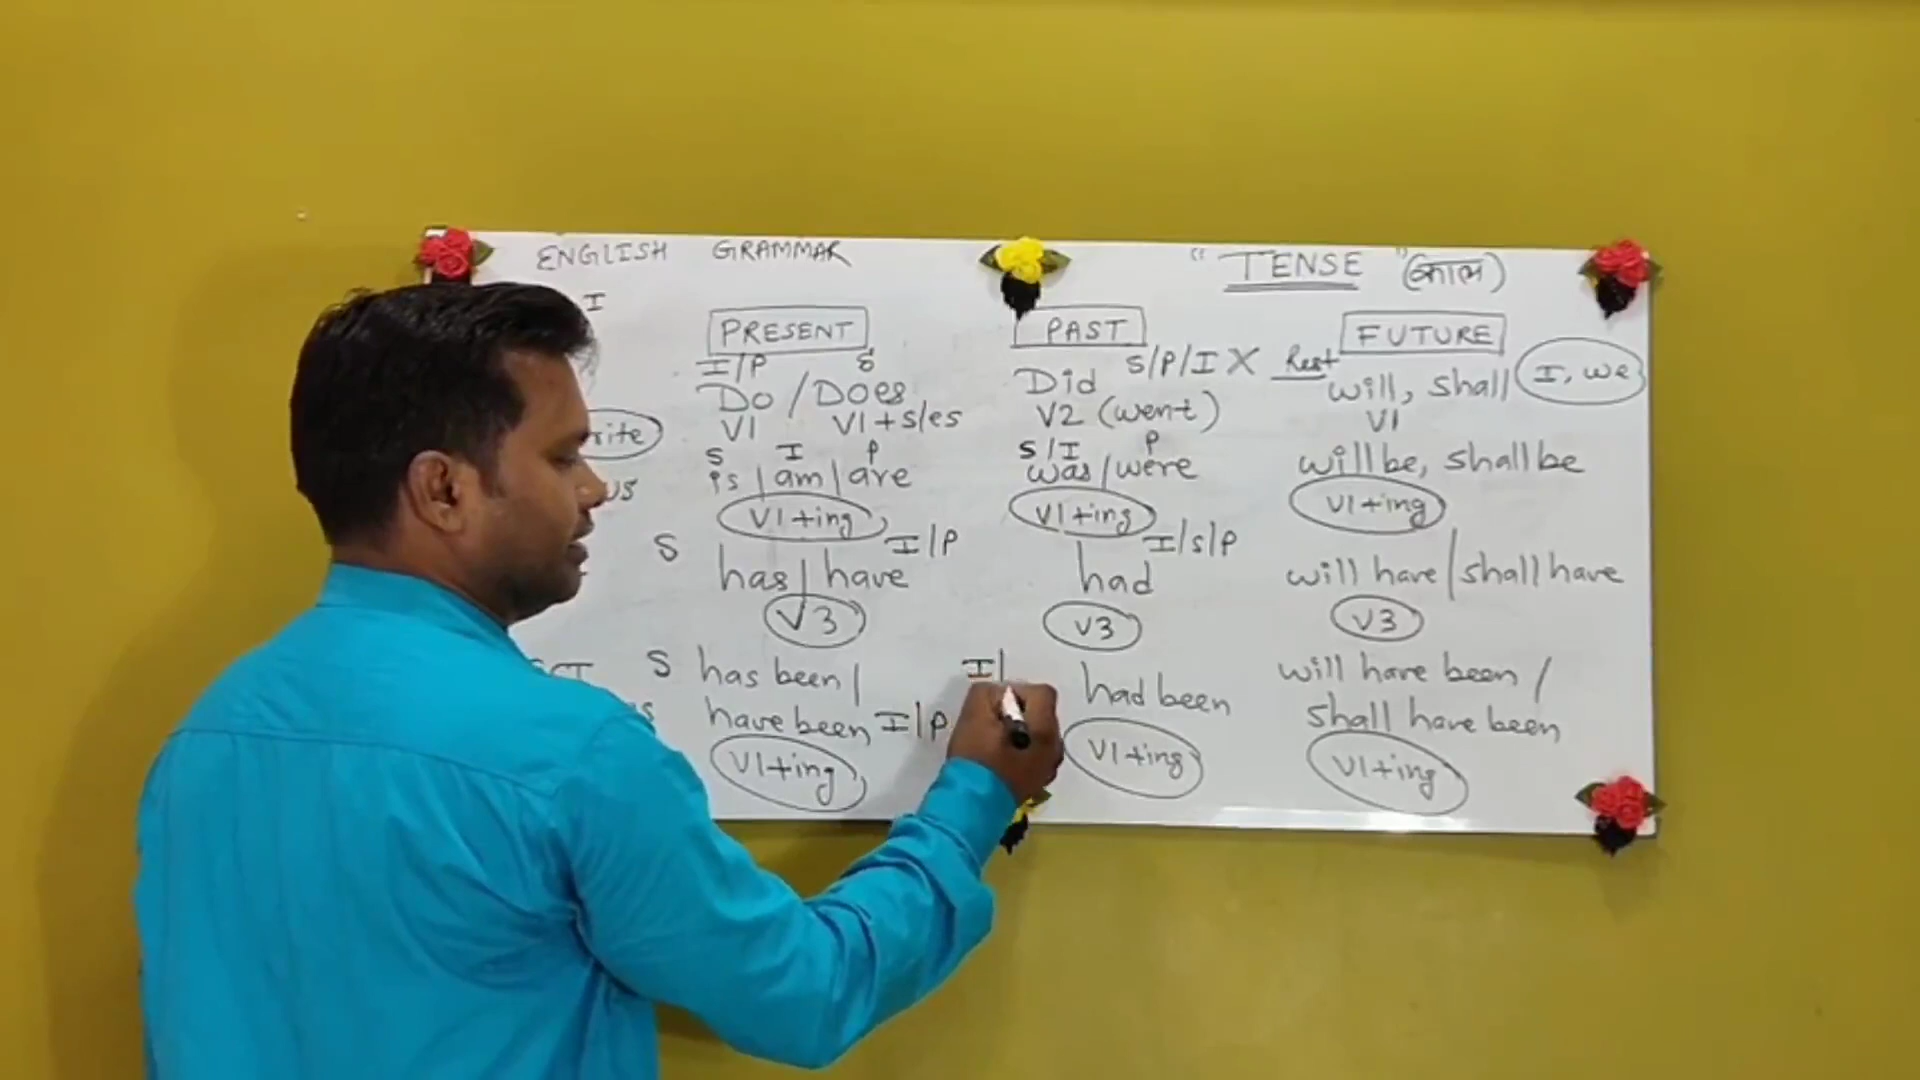 ENGLISH GRAMMAR "TENSE" (काल)
I
PRESENT PAST FUTURE
I/P S S/P/I X Rest I, we
Do / Does Did will, shall
V1 V1+s/es V2 (went) V1
S I P S/I P
is | am | are was/were will be, shall be
V1+ing V1+ing V1+ing
S I|P I|S|P
has | have had will have | shall have
V3 V3 V3
S has been | I| had been will have been /
have been I|P shall have been
V1+ing V1+ing V1+ing